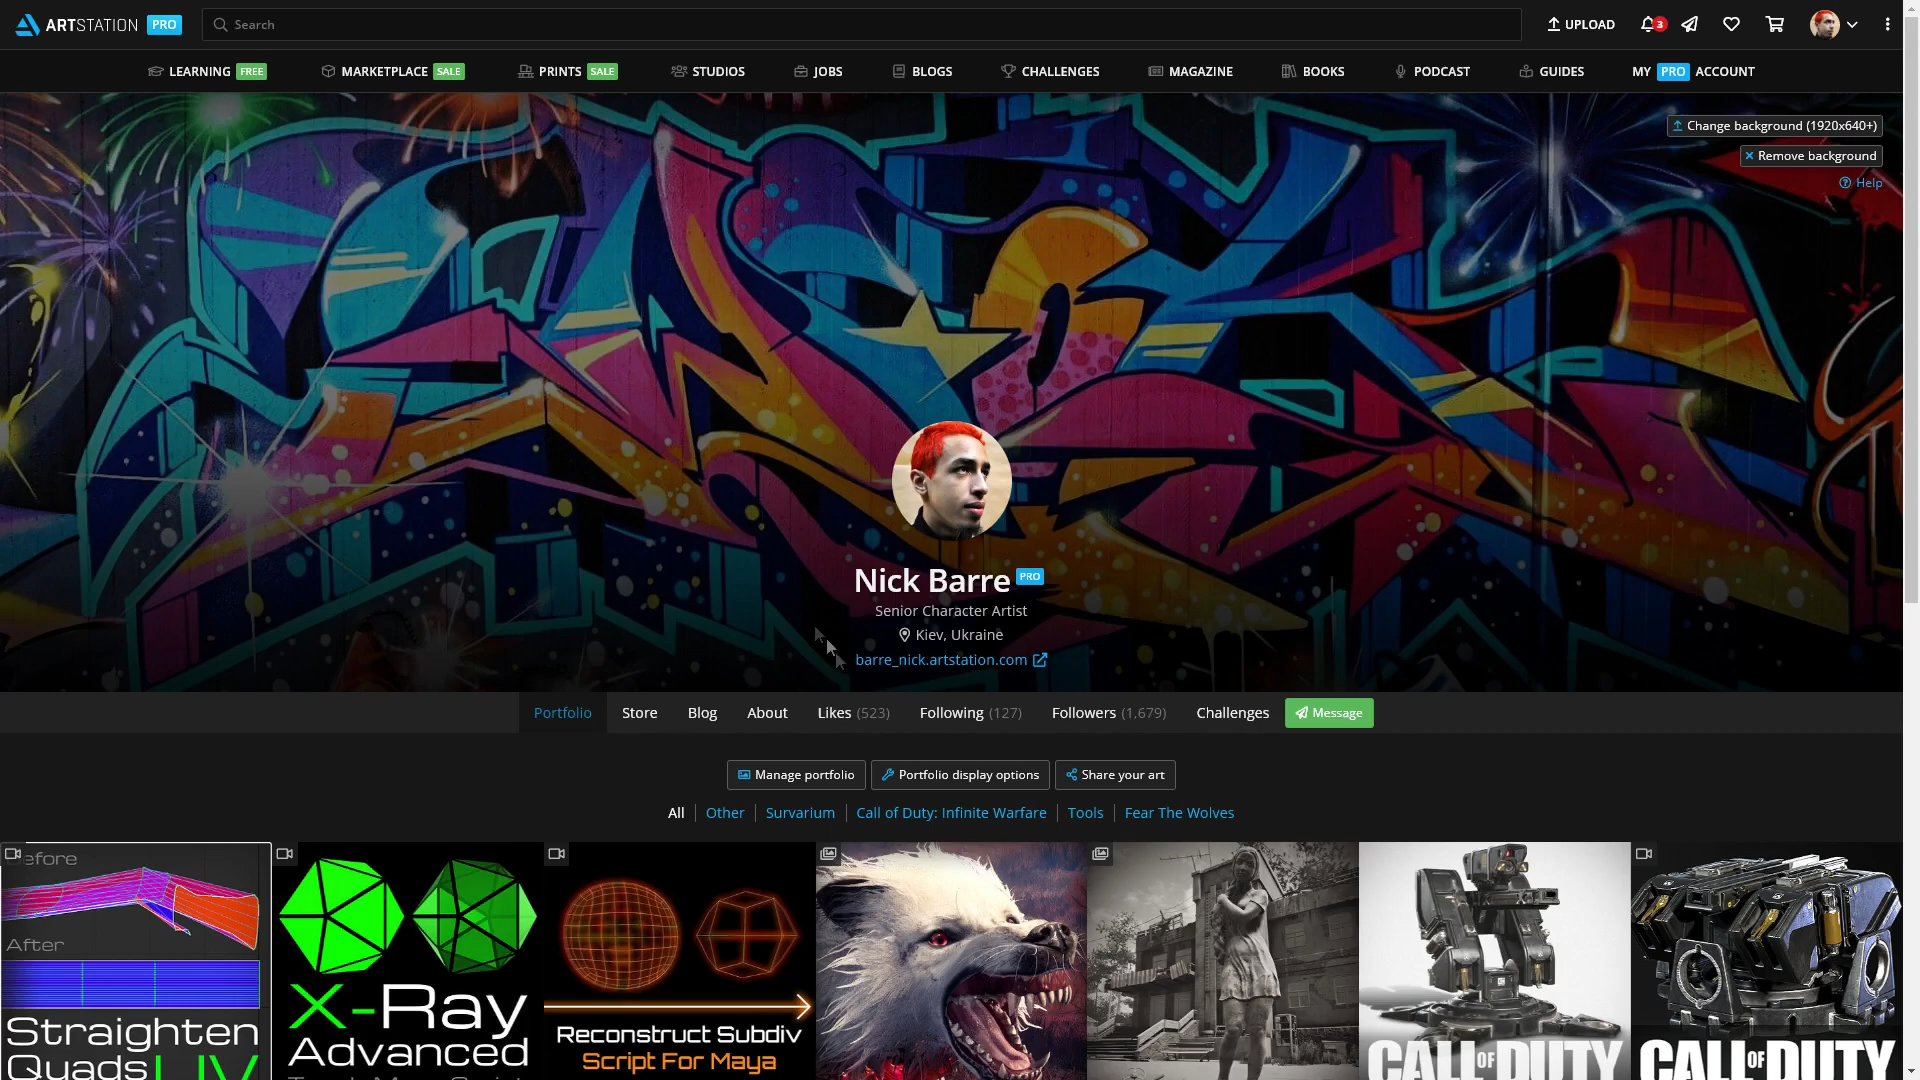 ARTSTATION PRO
Search
UPLOAD
3
LEARNING FREE
MARKETPLACE SALE
PRINTS SALE
STUDIOS
JOBS
BLOGS
CHALLENGES
MAGAZINE
BOOKS
PODCAST
GUIDES
MY PRO ACCOUNT
Change background (1920x640+)
Remove background
Help
Nick Barre PRO
Senior Character Artist
Kiev, Ukraine
barre_nick.artstation.com
Portfolio
Store
Blog
About
Likes (523)
Following (127)
Followers (1,679)
Challenges
Message
Manage portfolio
Portfolio display options
Share your art
All
Other
Survarium
Call of Duty: Infinite Warfare
Tools
Fear The Wolves
After
Straighten
Quads UV
X-Ray
Advanced
Reconstruct Subdiv
Script For Maya
CALL OF DUTY
CALL OF DUTY